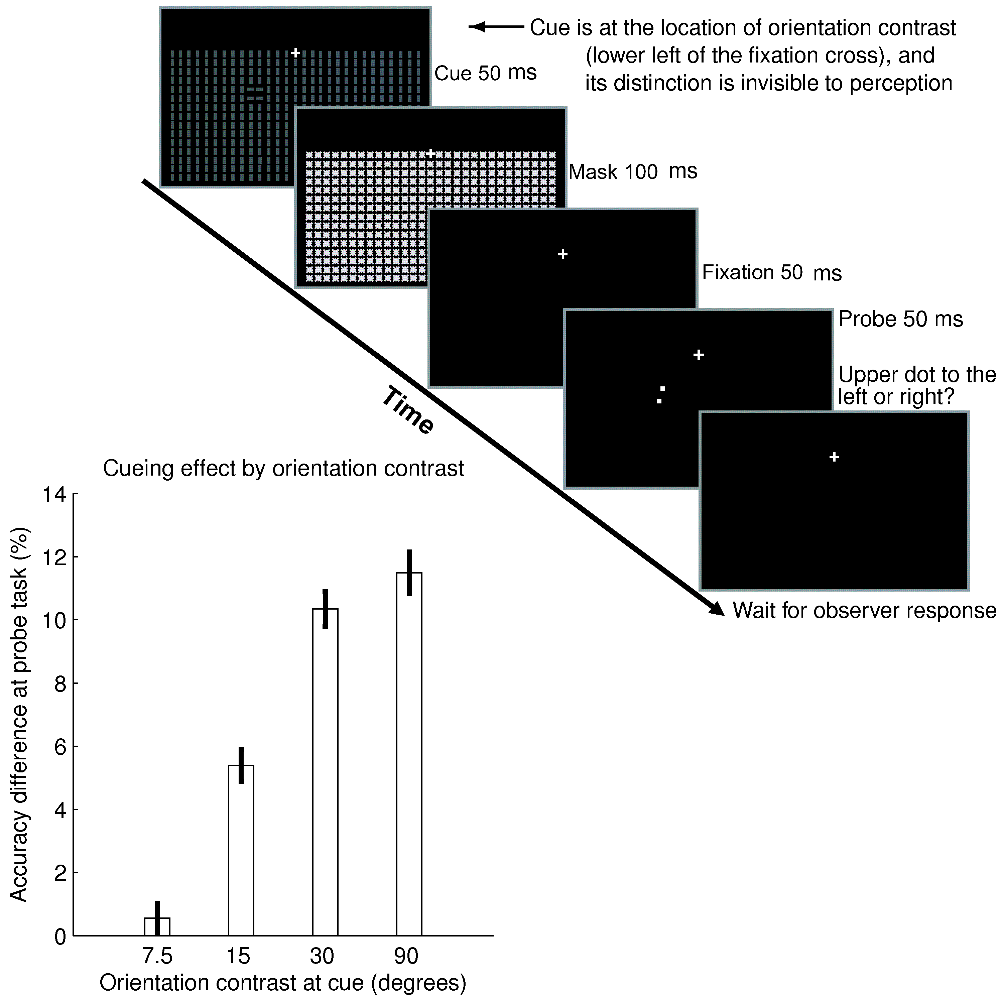 Cue is at the location of orientation contrast
(lower left of the fixation cross), and
its distinction is invisible to perception
Cue 50 ms
Mask 100 ms
Fixation 50 ms
Probe 50 ms
Upper dot to the
left or right?
Time
Wait for observer response
Cueing effect by orientation contrast
Accuracy difference at probe task (%)
14
12
10
8
6
4
2
0
7.5 15 30 90
Orientation contrast at cue (degrees)